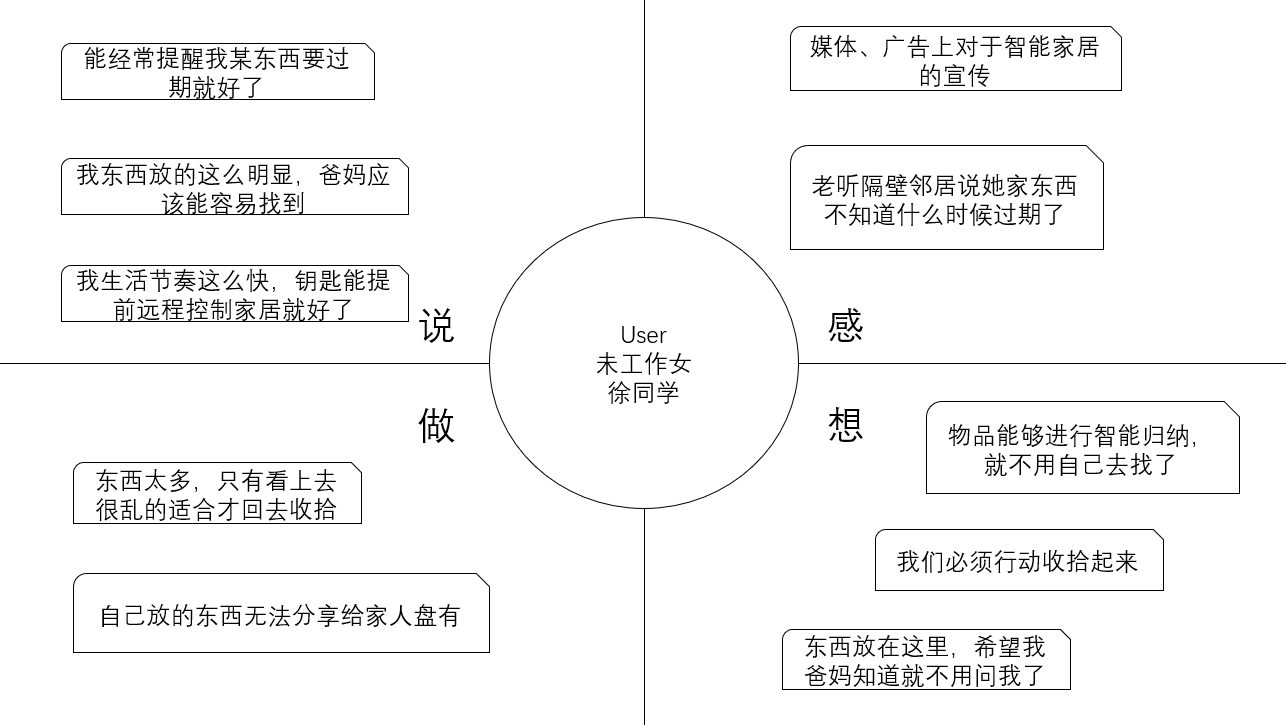 能经常提醒我某东西要过
期就好了
我东西放的这么明显，爸妈应
该能容易找到
我生活节奏这么快，钥匙能提
前远程控制家居就好了
说
媒体、广告上对于智能家居
的宣传
老听隔壁邻居说她家东西
不知道什么时候过期了
感
User
未工作女
徐同学
做
东西太多，只有看上去
很乱的适合才回去收拾
自己放的东西无法分享给家人盘有
想
物品能够进行智能归纳，
就不用自己去找了
我们必须行动收拾起来
东西放在这里，希望我
爸妈知道就不用问我了